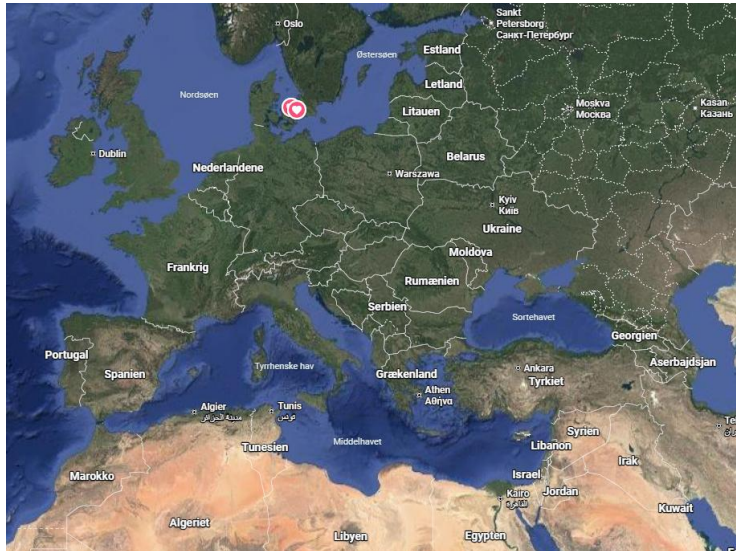 Oslo
Sankt
Petersborg
Санкт-Петербург
Estland
Østersøen
Letland
Nordsøen
Litauen
Moskva
Москва
Kasan
Казань
Dublin
Nederlandene
Belarus
Warszawa
Kyiv
Київ
Ukraine
Moldova
Frankrig
Rumænien
Serbien
Sortehavet
Georgien
Portugal
Spanien
Tyrrhenske hav
Grækenland
Ankara
Tyrkiet
Aserbajdsjan
Athen
Αθήνα
Algier
مدينة الجزائر
Tunis
تونس
Tunesien
Middelhavet
Syrien
Libanon
Irak
Marokko
Israel
Jordan
Kairo
القاهرة
Kuwait
Algeriet
Libyen
Egypten